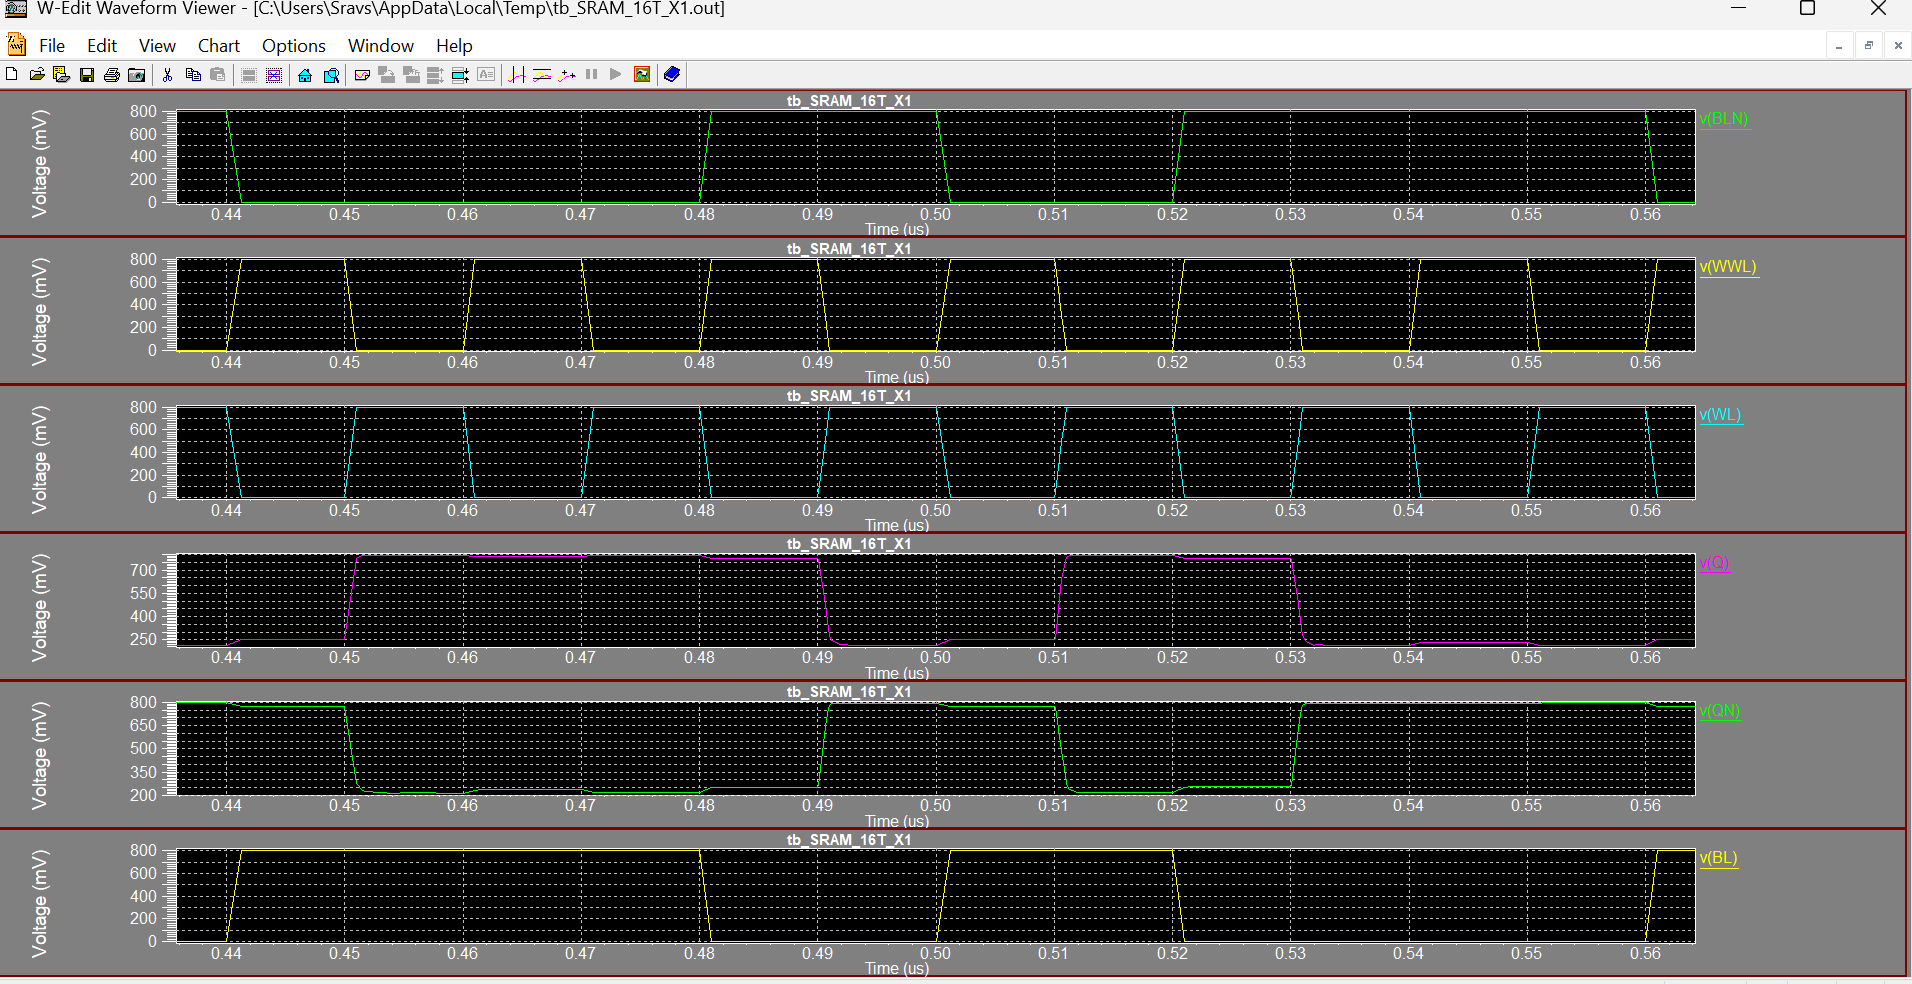 W-Edit Waveform Viewer - [C:\Users\Sravs\AppData\Local\Temp\tb_SRAM_16T_X1.out]
File Edit View Chart Options Window Help
tb_SRAM_16T_X1
Voltage (mV)
800
600
400
200
0
v(BLN)
0.44 0.45 0.46 0.47 0.48 0.49 0.50 0.51 0.52 0.53 0.54 0.55 0.56
Time (us)
tb_SRAM_16T_X1
Voltage (mV)
800
600
400
200
0
v(WWL)
0.44 0.45 0.46 0.47 0.48 0.49 0.50 0.51 0.52 0.53 0.54 0.55 0.56
Time (us)
tb_SRAM_16T_X1
Voltage (mV)
800
600
400
200
0
v(WL)
0.44 0.45 0.46 0.47 0.48 0.49 0.50 0.51 0.52 0.53 0.54 0.55 0.56
Time (us)
tb_SRAM_16T_X1
Voltage (mV)
700
550
400
250
v(Q)
0.44 0.45 0.46 0.47 0.48 0.49 0.50 0.51 0.52 0.53 0.54 0.55 0.56
Time (us)
tb_SRAM_16T_X1
Voltage (mV)
800
650
500
350
200
v(QN)
0.44 0.45 0.46 0.47 0.48 0.49 0.50 0.51 0.52 0.53 0.54 0.55 0.56
Time (us)
tb_SRAM_16T_X1
Voltage (mV)
800
600
400
200
0
v(BL)
0.44 0.45 0.46 0.47 0.48 0.49 0.50 0.51 0.52 0.53 0.54 0.55 0.56
Time (us)